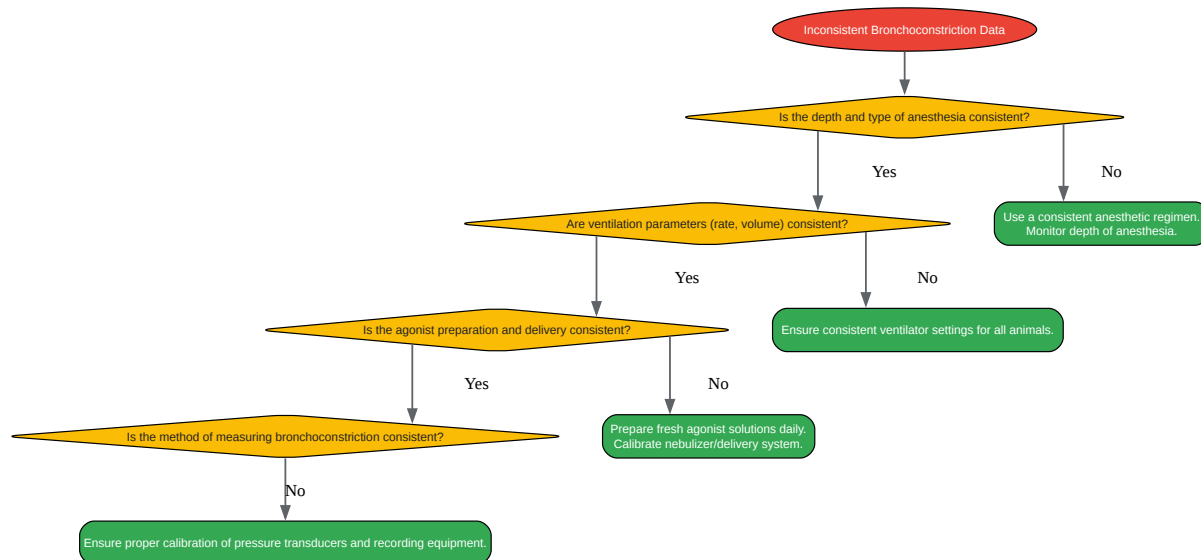 Inconsistent Bronchoconstriction Data
Is the depth and type of anesthesia consistent?
Yes
No
Are ventilation parameters (rate, volume) consistent?
Use a consistent anesthetic regimen.
Monitor depth of anesthesia.
Yes
No
Is the agonist preparation and delivery consistent?
Ensure consistent ventilator settings for all animals.
Yes
No
Is the method of measuring bronchoconstriction consistent?
Prepare fresh agonist solutions daily.
Calibrate nebulizer/delivery system.
No
Ensure proper calibration of pressure transducers and recording equipment.